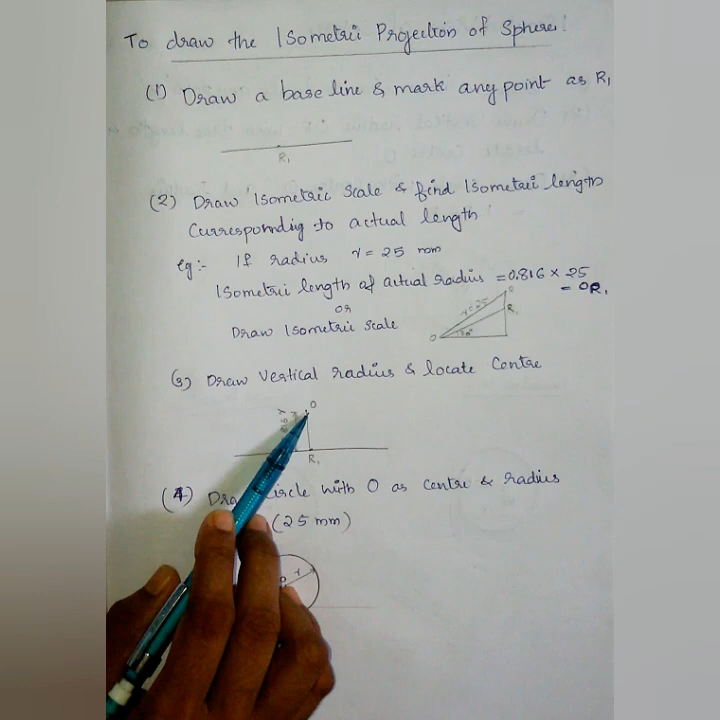 To draw the Isometric Projection of Sphere:
(1) Draw a base line & mark any point as R₁
R₁
(2) Draw Isometric Scale & find Isometric length
Curresponding to actual length
eg:- If radius r = 25 mm
Isometric length of actual radius = 0.816 × 25
= OR₁
or
Draw Isometric Scale
r=25
R₁
O
(3) Draw Vertical radius & locate Centre
O
R₁
(4) Circle with O as centre & radius
(25 mm)
r